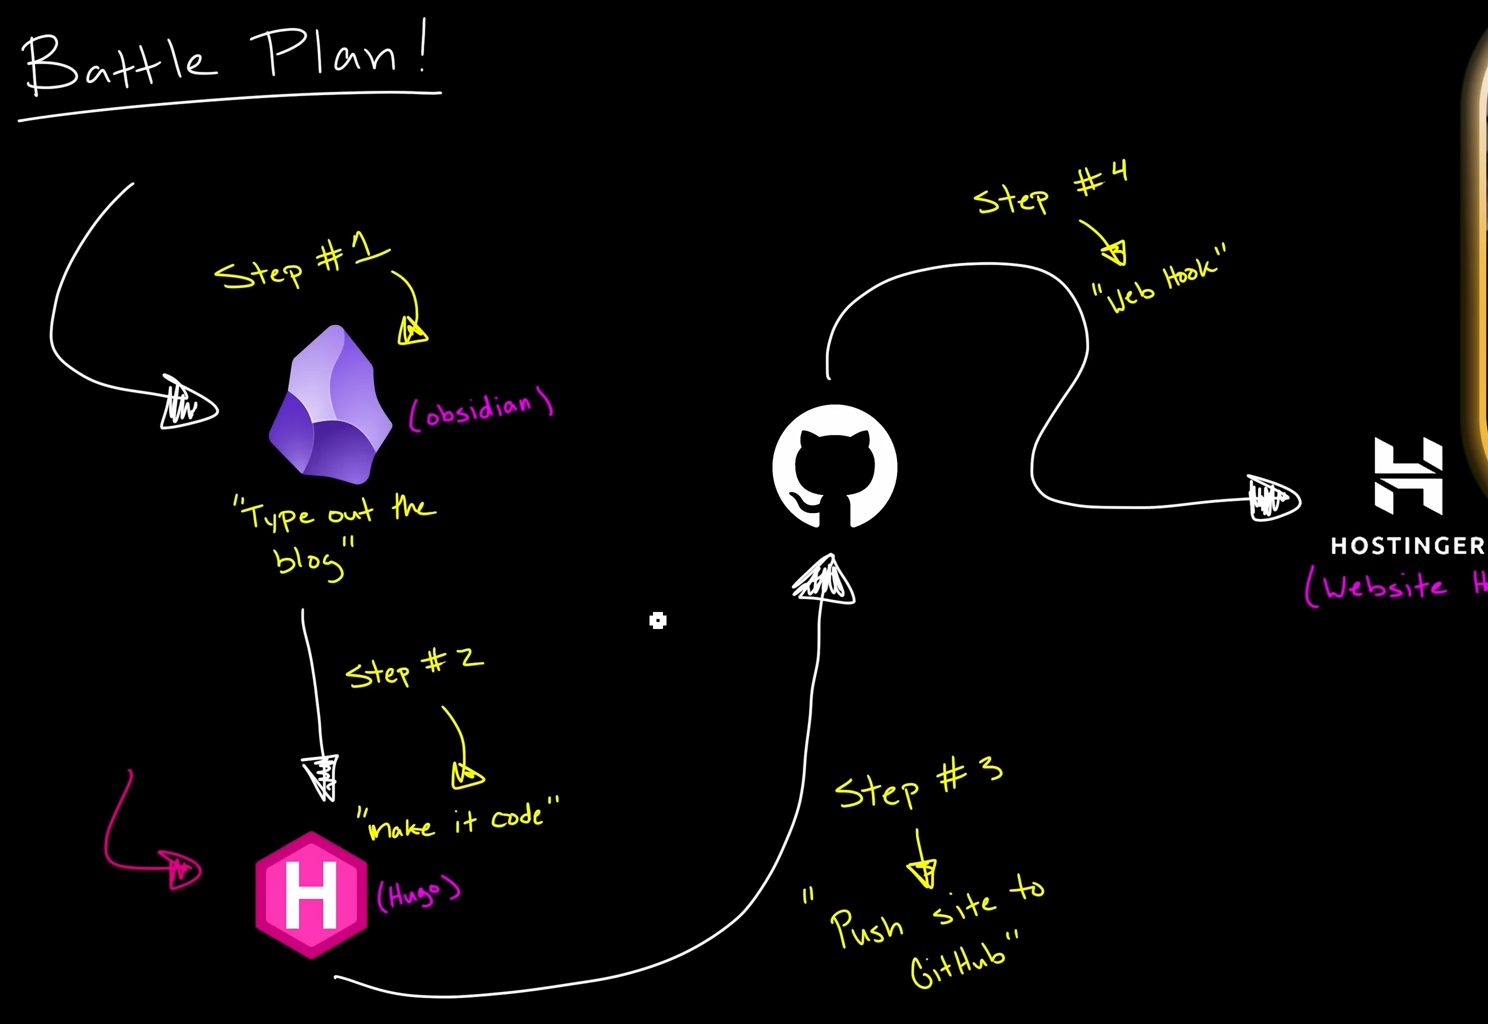 Battle Plan!
Step #1
(obsidian)
"Type out the
blog"
Step #2
"make it code"
H
(Hugo)
Step #3
"Push site to
GitHub"
Step #4
"Web Hook"
HOSTINGER
(Website H